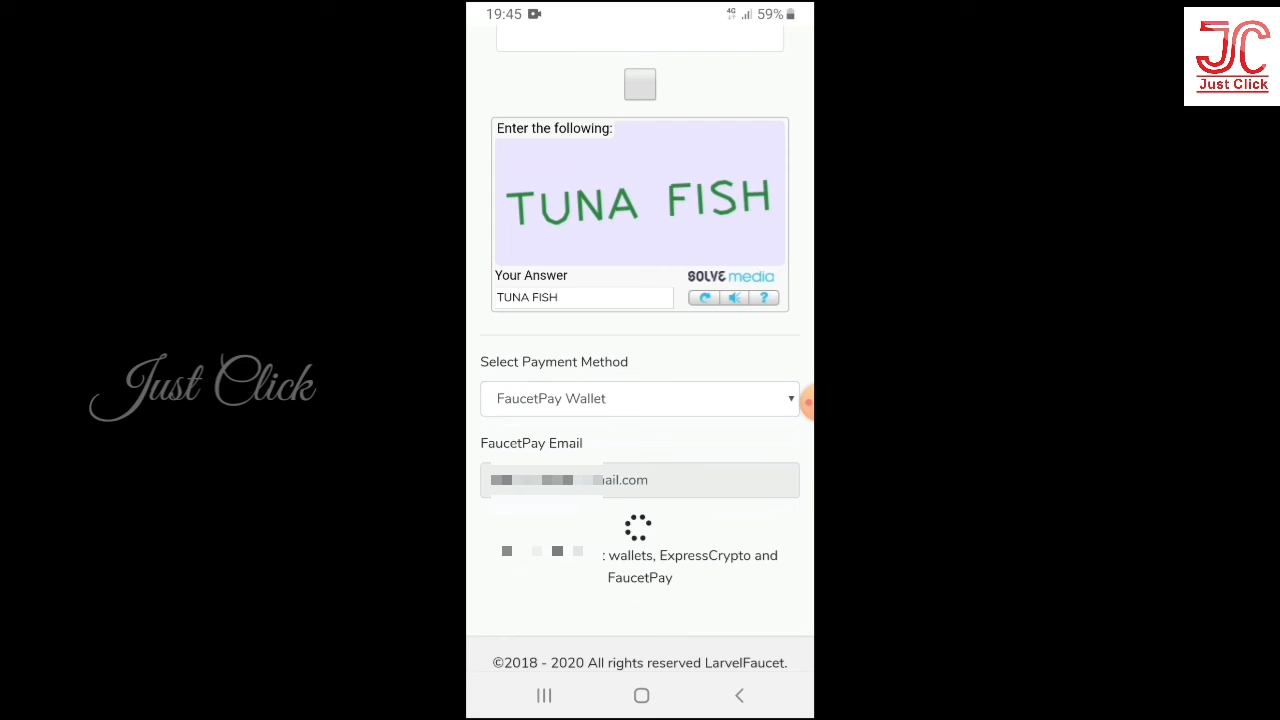 19:45
4G
59%
JC
Just Click
Enter the following:
TUNA FISH
Your Answer
SOLVE media
TUNA FISH
?
Select Payment Method
FaucetPay Wallet
Just Click
FaucetPay Email
ail.com
wallets, ExpressCrypto and
FaucetPay
©2018 - 2020 All rights reserved LarvelFaucet.